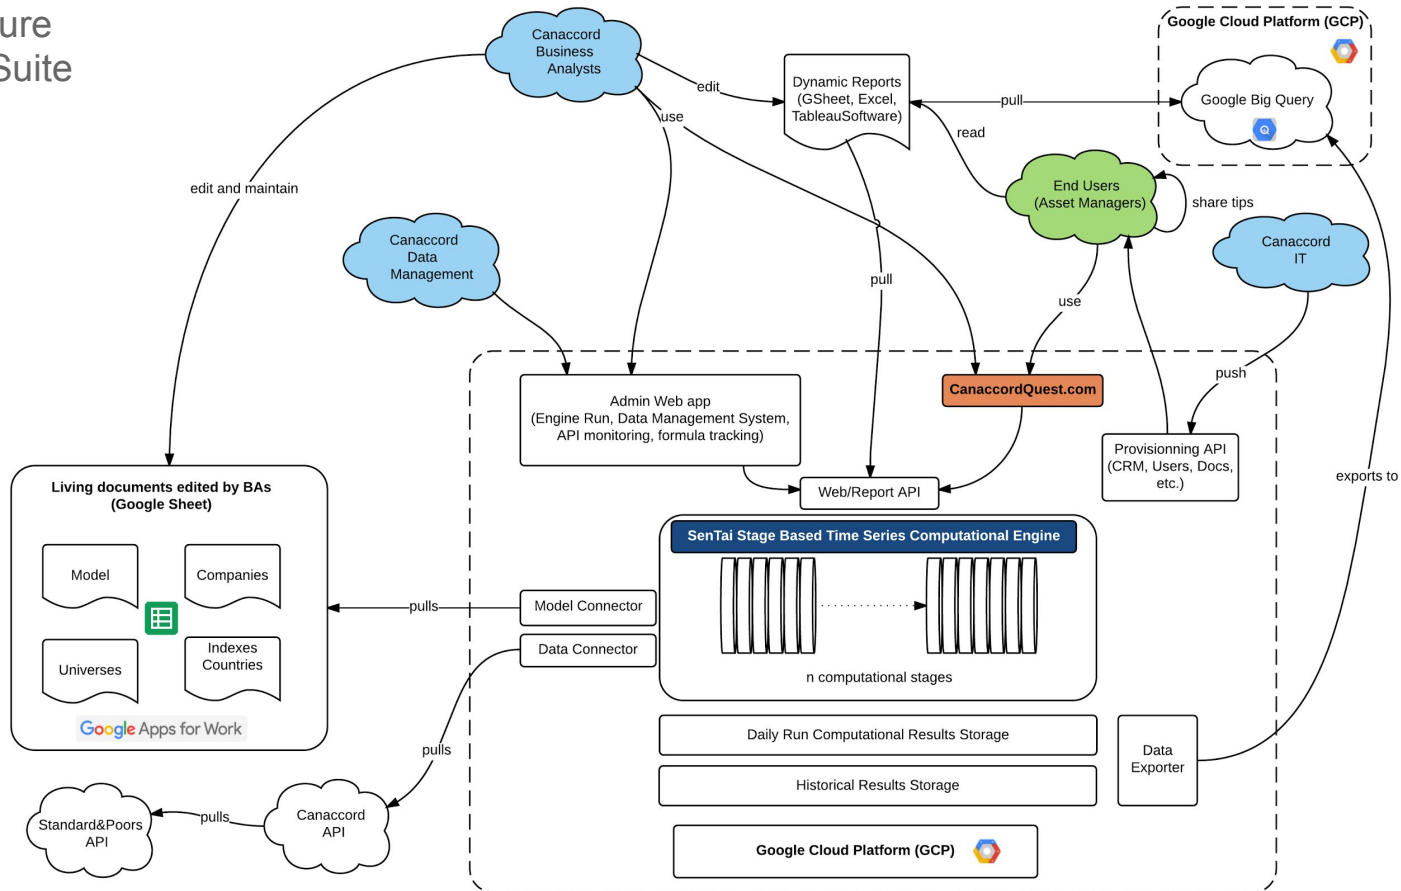 ure
Suite
Canaccord
Business
Analysts
edit
use
edit and maintain
Dynamic Reports
(GSheet, Excel,
TableauSoftware)
pull
read
Google Cloud Platform (GCP)
Google Big Query
End Users
(Asset Managers)
share tips
Canaccord
IT
Canaccord
Data
Management
pull
use
push
exports to
Admin Web app
(Engine Run, Data Management System,
API monitoring, formula tracking)
CanaccordQuest.com
Provisionning API
(CRM, Users, Docs,
etc.)
Web/Report API
Living documents edited by BAs
(Google Sheet)
Model
Companies
Universes
Indexes
Countries
Google Apps for Work
SenTai Stage Based Time Series Computational Engine
n computational stages
pulls
Model Connector
Data Connector
pulls
Daily Run Computational Results Storage
Historical Results Storage
Data
Exporter
Google Cloud Platform (GCP)
Standard&Poors
API
pulls
Canaccord
API